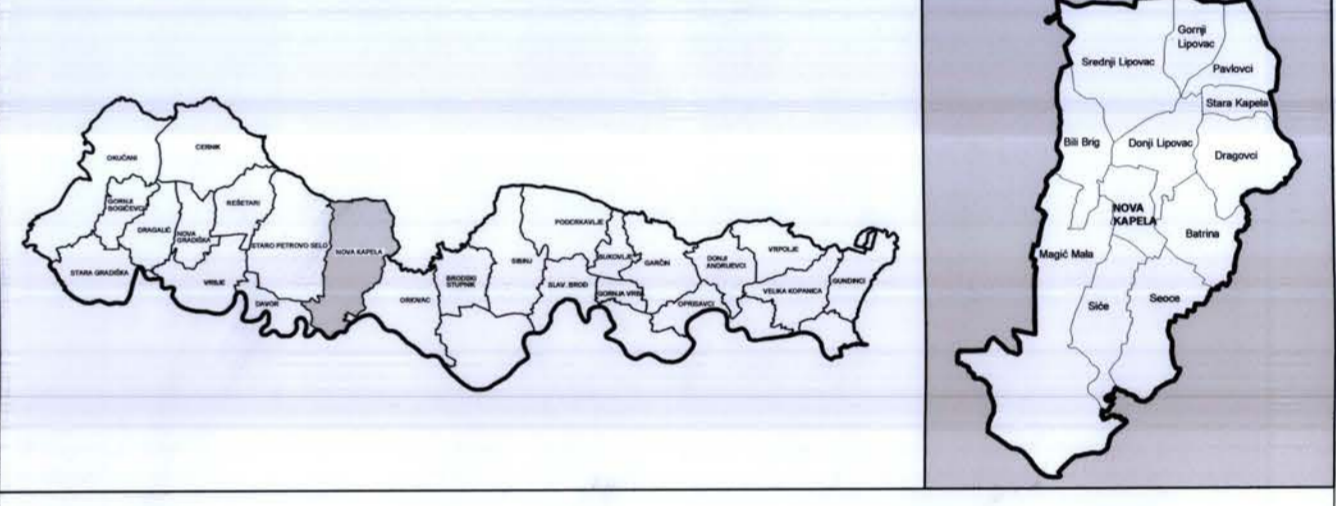 OKUČANI
CERNIK
GORNJI
BOGIĆEVCI
REŠETARI
DRAGALIĆ
NOVA
GRADIŠKA
STARO PETROVO SELO
NOVA KAPELA
STARA GRADIŠKA
VRBJE
DAVOR
ORIOVAC
BRODSKI
STUPNIK
SIBINJ
PODCRKAVLJE
BUKOVLJE
GARČIN
SLAV. BROD
GORNJA VRBA
DONJI
ANDRIJEVCI
OPRISAVCI
VRPOLJE
VELIKA KOPANICA
GUNDINCI
Gornji
Lipovac
Srednji Lipovac
Pavlovci
Stara Kapela
Bili Brig
Donji Lipovac
Dragovci
NOVA
KAPELA
Batrina
Magić Mala
Siče
Seoce